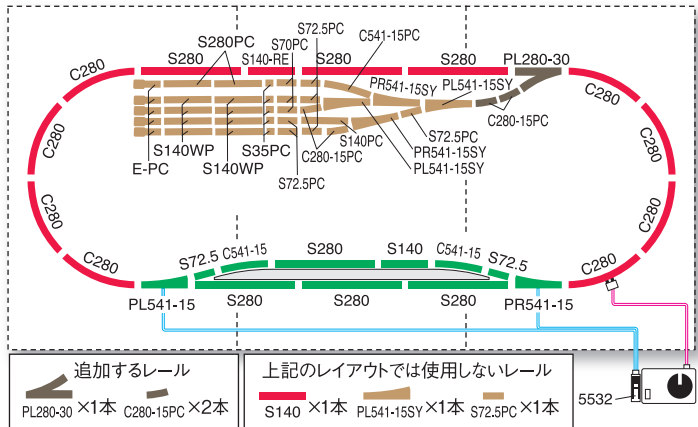 S72.5PC
S70PC
S280PC
C541-15PC
C280
S280
S140-RE
S280
S280
PL280-30
C280
PR541-15SY
PL541-15SY
C280
C280
C280-15PC
S140WP
S35PC
S140PC
S72.5PC
E-PC
C280-15PC
PR541-15SY
S140WP
S72.5PC
PL541-15SY
C280
C280
C280
S72.5
C541-15
S280
S140
C541-15
S72.5
C280
PL541-15
S280
S280
S280
PR541-15
追加するレール
PL280-30 ×1本 C280-15PC ×2本
上記のレイアウトでは使用しないレール
S140 ×1本 PL541-15SY ×1本 S72.5PC ×1本
5532